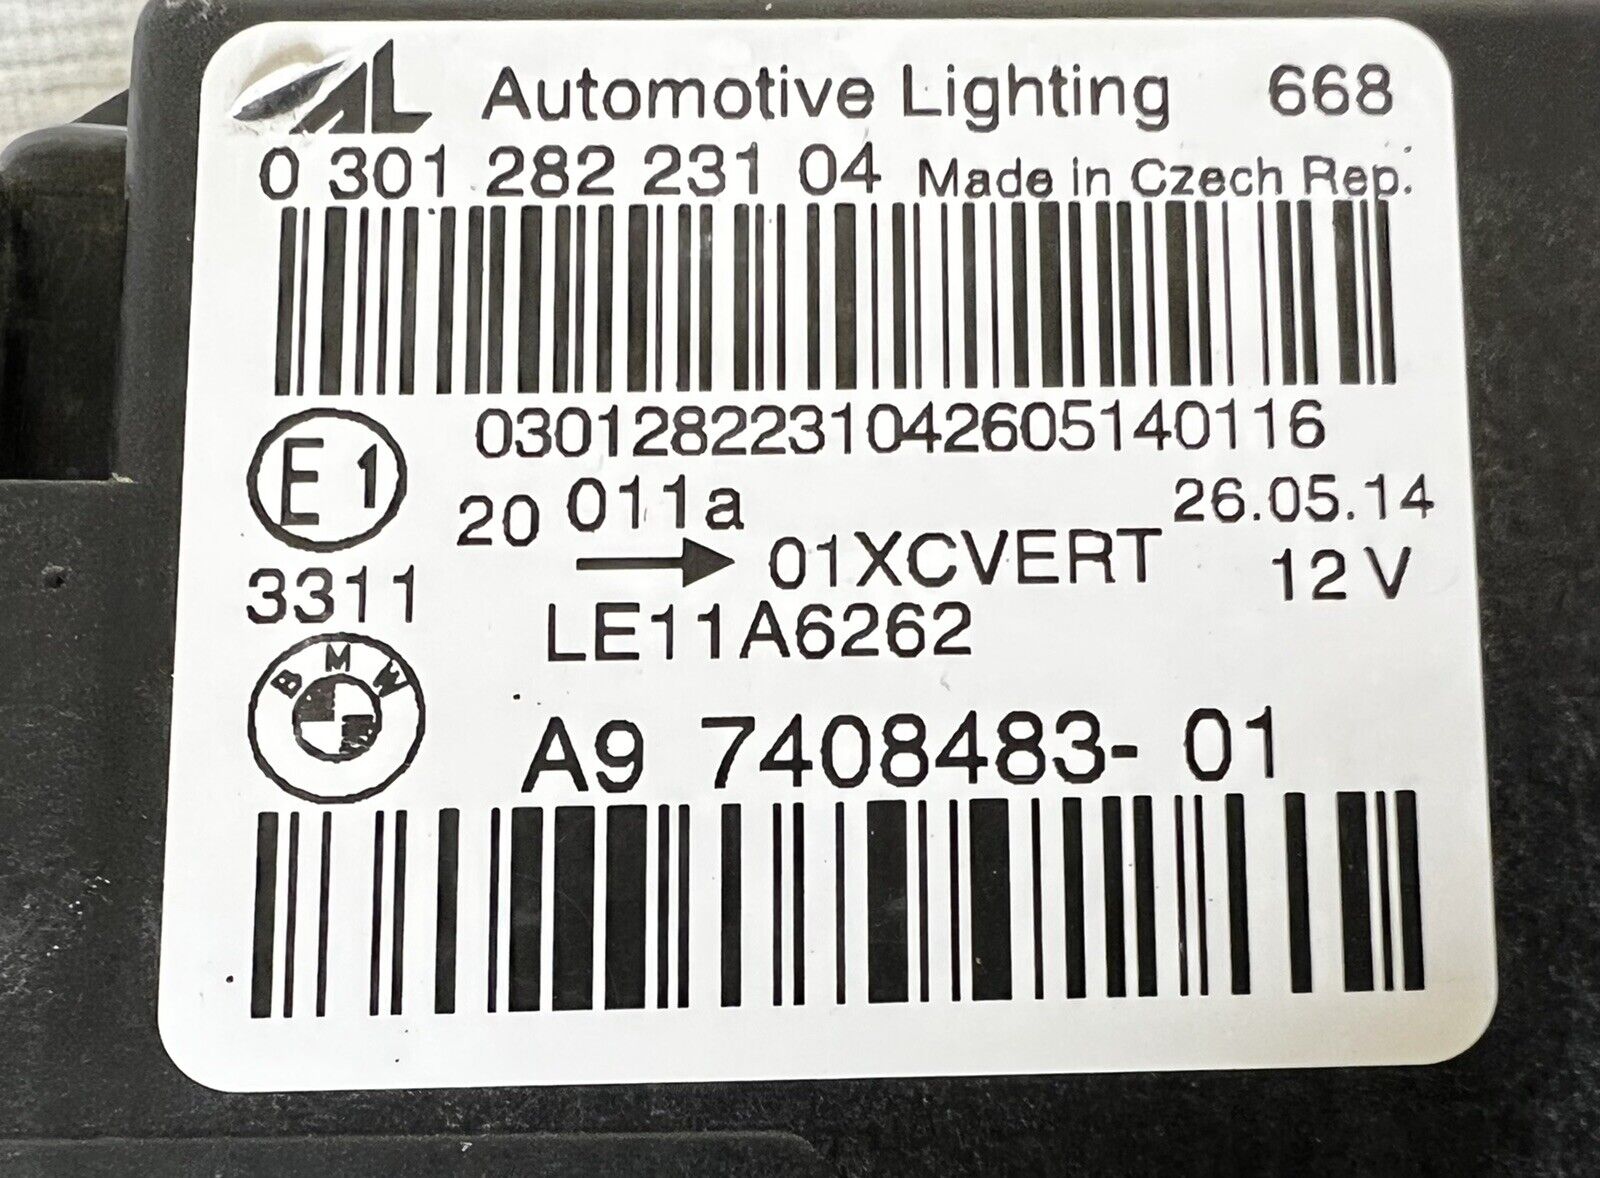 AL Automotive Lighting 668
0 301 282 231 04 Made in Czech Rep.
0301282231042605140116
E1
20 011a 26.05.14
→ 01XCVERT 12 V
3311
LE11A6262
BMW
A9 7408483- 01